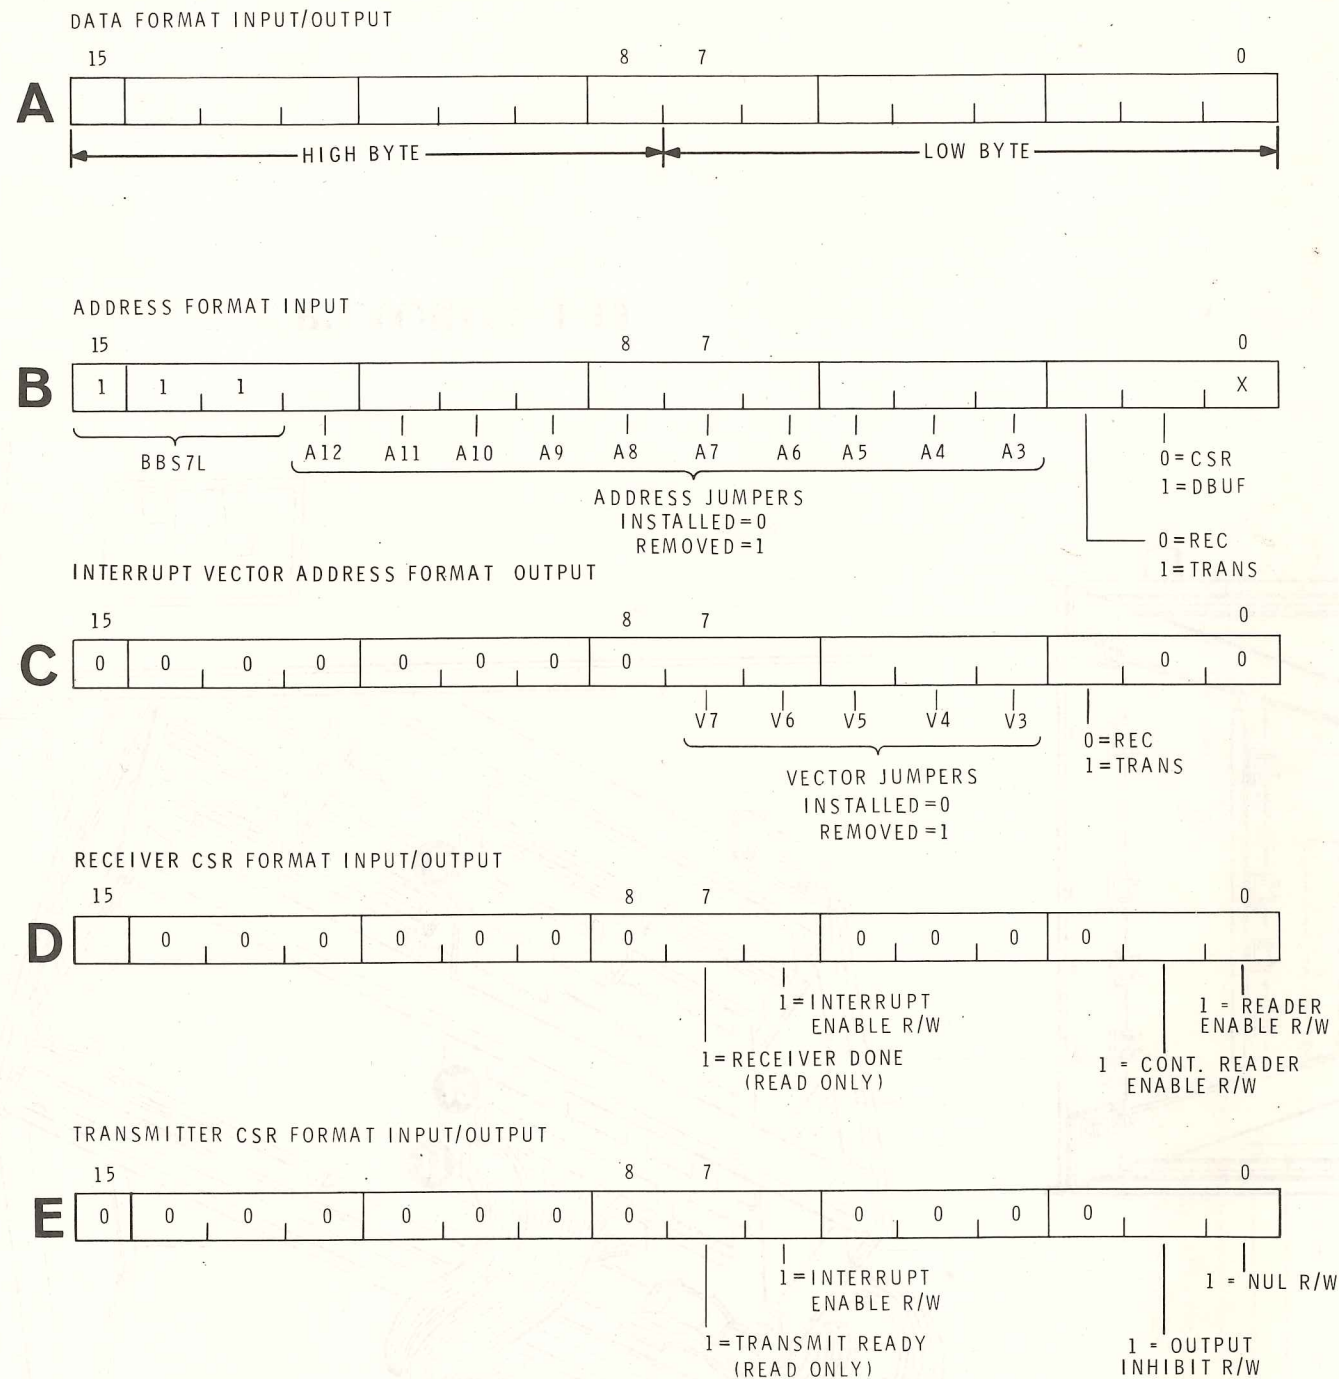 DATA FORMAT INPUT/OUTPUT
15 8 7 0
A
HIGH BYTE LOW BYTE
ADDRESS FORMAT INPUT
15 8 7 0
B 1 1 1 X
BBS7L A12 A11 A10 A9 A8 A7 A6 A5 A4 A3
ADDRESS JUMPERS
INSTALLED=0
REMOVED=1
0=CSR
1=DBUF
0=REC
1=TRANS
INTERRUPT VECTOR ADDRESS FORMAT OUTPUT
15 8 7 0
C 0 0 0 0 0 0 0 0 0 0
V7 V6 V5 V4 V3
VECTOR JUMPERS
INSTALLED=0
REMOVED=1
0=REC
1=TRANS
RECEIVER CSR FORMAT INPUT/OUTPUT
15 8 7 0
D 0 0 0 0 0 0 0 0 0 0 0
1=INTERRUPT
ENABLE R/W
1=RECEIVER DONE
(READ ONLY)
1 = READER
ENABLE R/W
1 = CONT. READER
ENABLE R/W
TRANSMITTER CSR FORMAT INPUT/OUTPUT
15 8 7 0
E 0 0 0 0 0 0 0 0 0 0 0 0
1=INTERRUPT
ENABLE R/W
1=TRANSMIT READY
(READ ONLY)
1 = NUL R/W
1 = OUTPUT
INHIBIT R/W